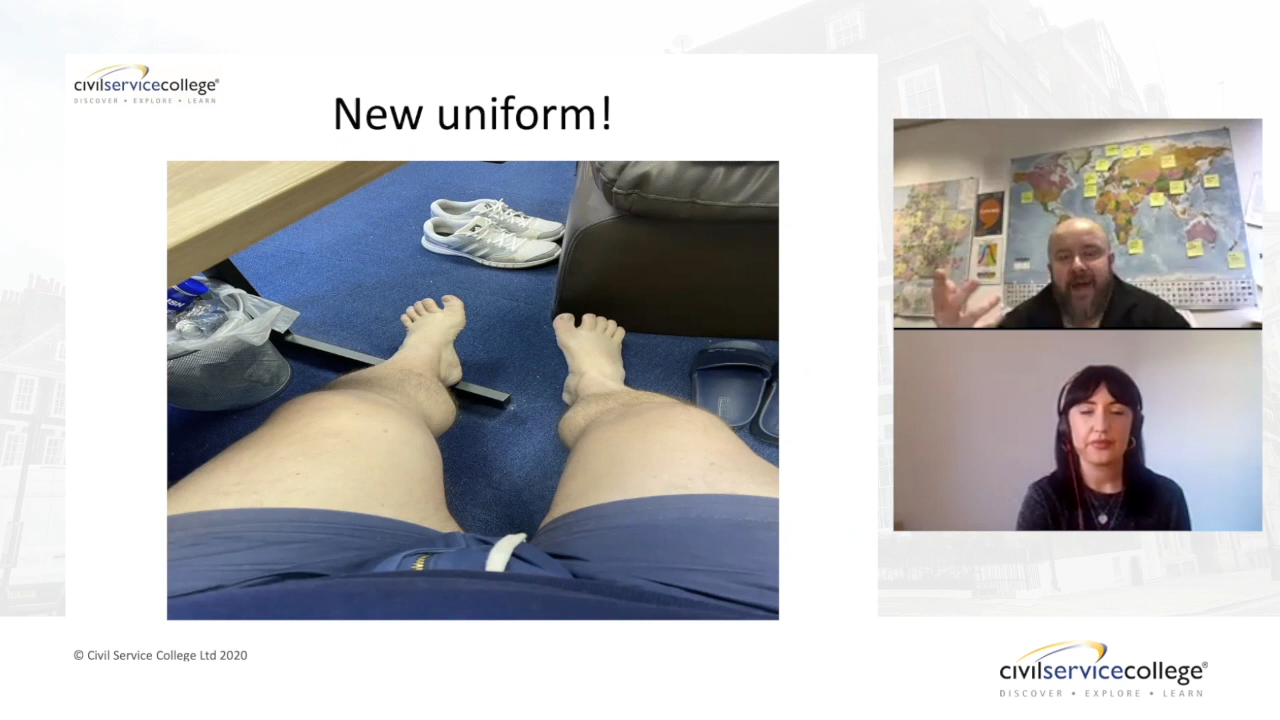 civilservicecollege®
DISCOVER • EXPLORE • LEARN
New uniform!
© Civil Service College Ltd 2020
civilservicecollege®
DISCOVER • EXPLORE • LEARN